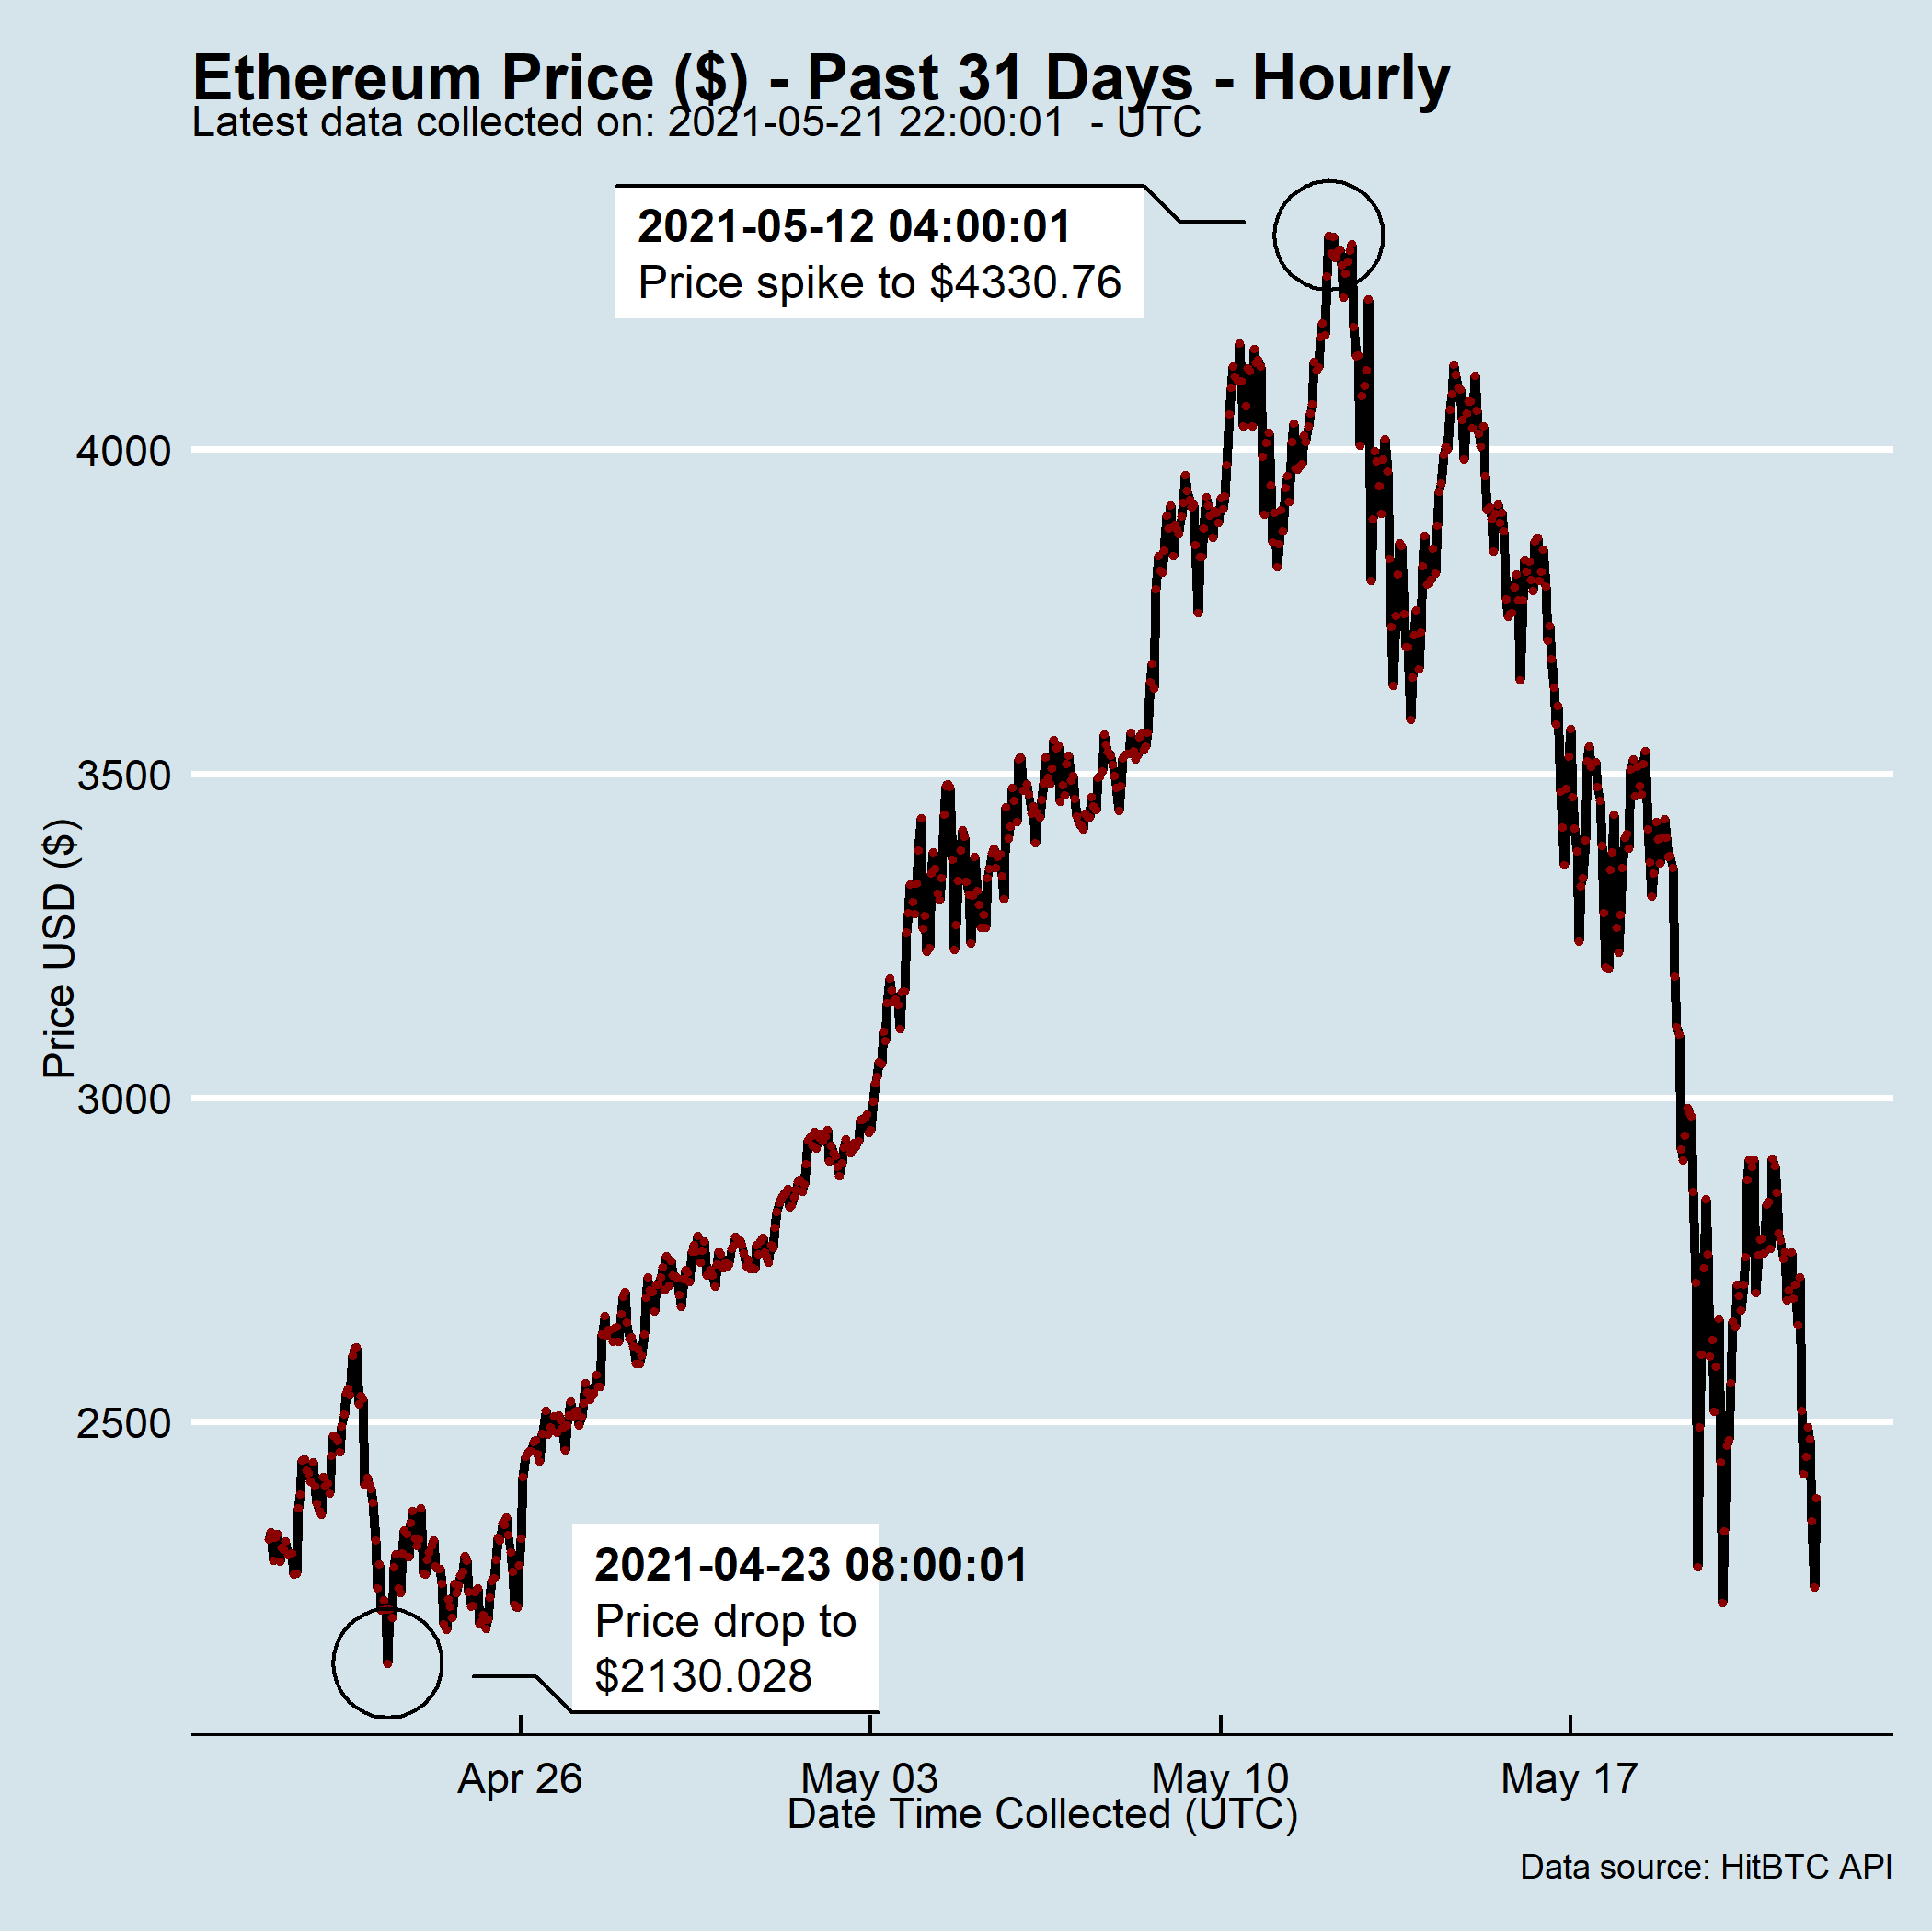 Ethereum Price ($) - Past 31 Days - Hourly
Latest data collected on: 2021-05-21 22:00:01  - UTC
2021-05-12 04:00:01
Price spike to $4330.76
4000
3500
3000
2500
Price USD ($)
2021-04-23 08:00:01
Price drop to
$2130.028
Apr 26
May 03
May 10
May 17
Date Time Collected (UTC)
Data source: HitBTC API